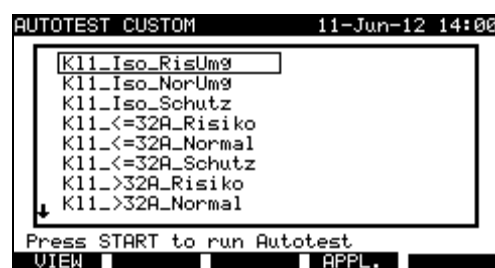 AUTOTEST CUSTOM 11-Jun-12 14:00
Kl1_Iso_RisUmg
Kl1_Iso_NorUmg
Kl1_Iso_Schutz
Kl1_<=32A_Risiko
Kl1_<=32A_Normal
Kl1_<=32A_Schutz
Kl1_>32A_Risiko
Kl1_>32A_Normal
Press START to run Autotest
VIEW APPL.